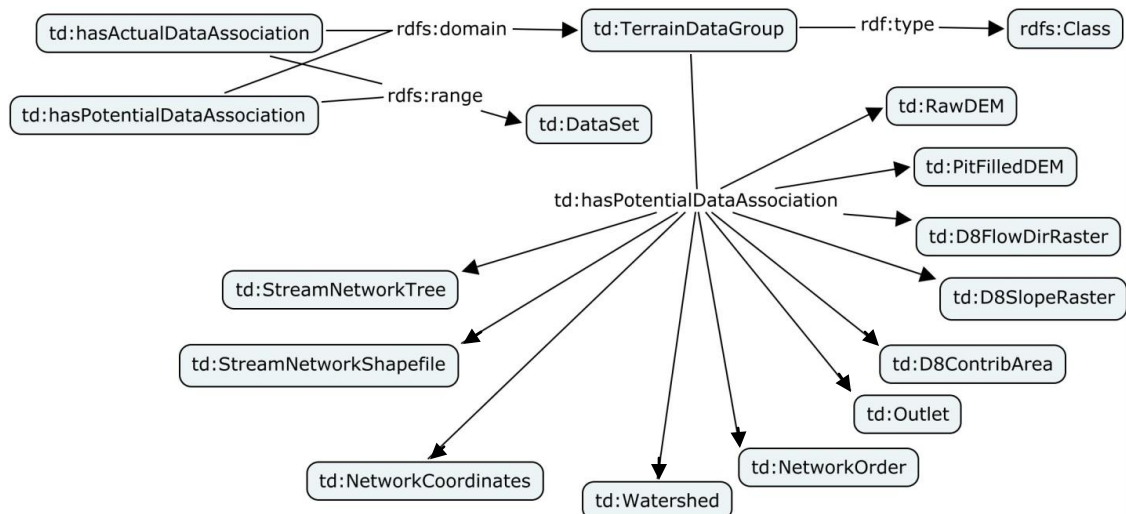 td:hasActualDataAssociation
rdfs:domain
td:TerrainDataGroup
rdf:type
rdfs:Class
td:hasPotentialDataAssociation
rdfs:range
td:DataSet
td:RawDEM
td:PitFilledDEM
td:hasPotentialDataAssociation
td:D8FlowDirRaster
td:StreamNetworkTree
td:D8SlopeRaster
td:StreamNetworkShapefile
td:D8ContribArea
td:Outlet
td:NetworkCoordinates
td:NetworkOrder
td:Watershed